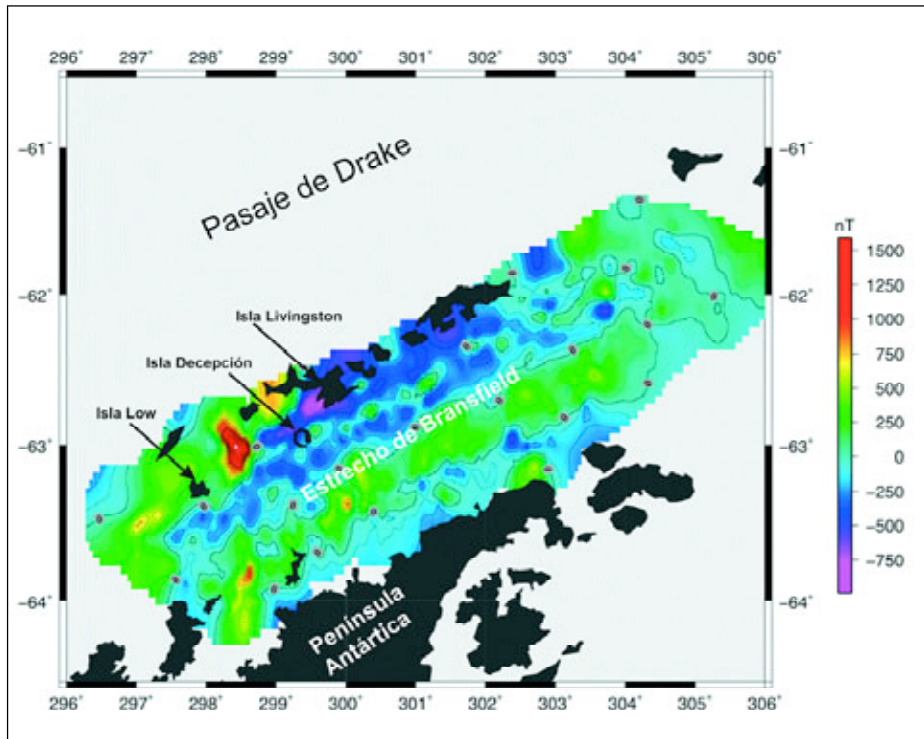 296° 297° 298° 299° 300° 301° 302° 303° 304° 305° 306°
-61°
-62°
-63°
-64°
Pasaje de Drake
Isla Livingston
Isla Decepción
Isla Low
Estrecho de Bransfield
Península
Antártica
nT
1500
1250
1000
750
500
250
0
-250
-500
-750
-61°
-62°
-63°
-64°
296° 297° 298° 299° 300° 301° 302° 303° 304° 305° 306°